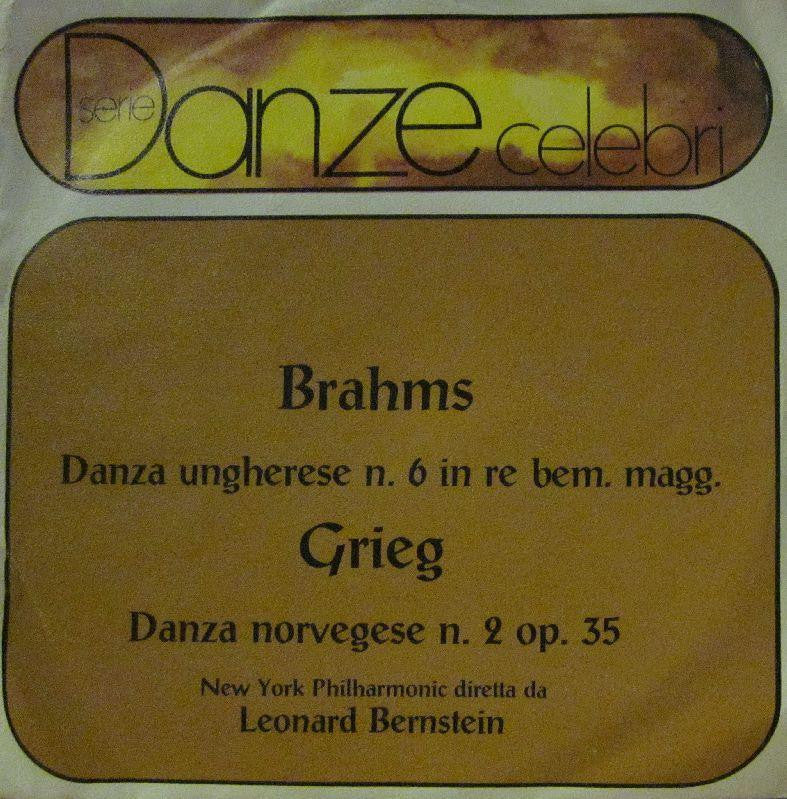 serie Danze celebri
Brahms
Danza ungherese n. 6 in re bem. magg.
Grieg
Danza norvegese n. 2 op. 35
New York Philharmonic diretta da
Leonard Bernstein